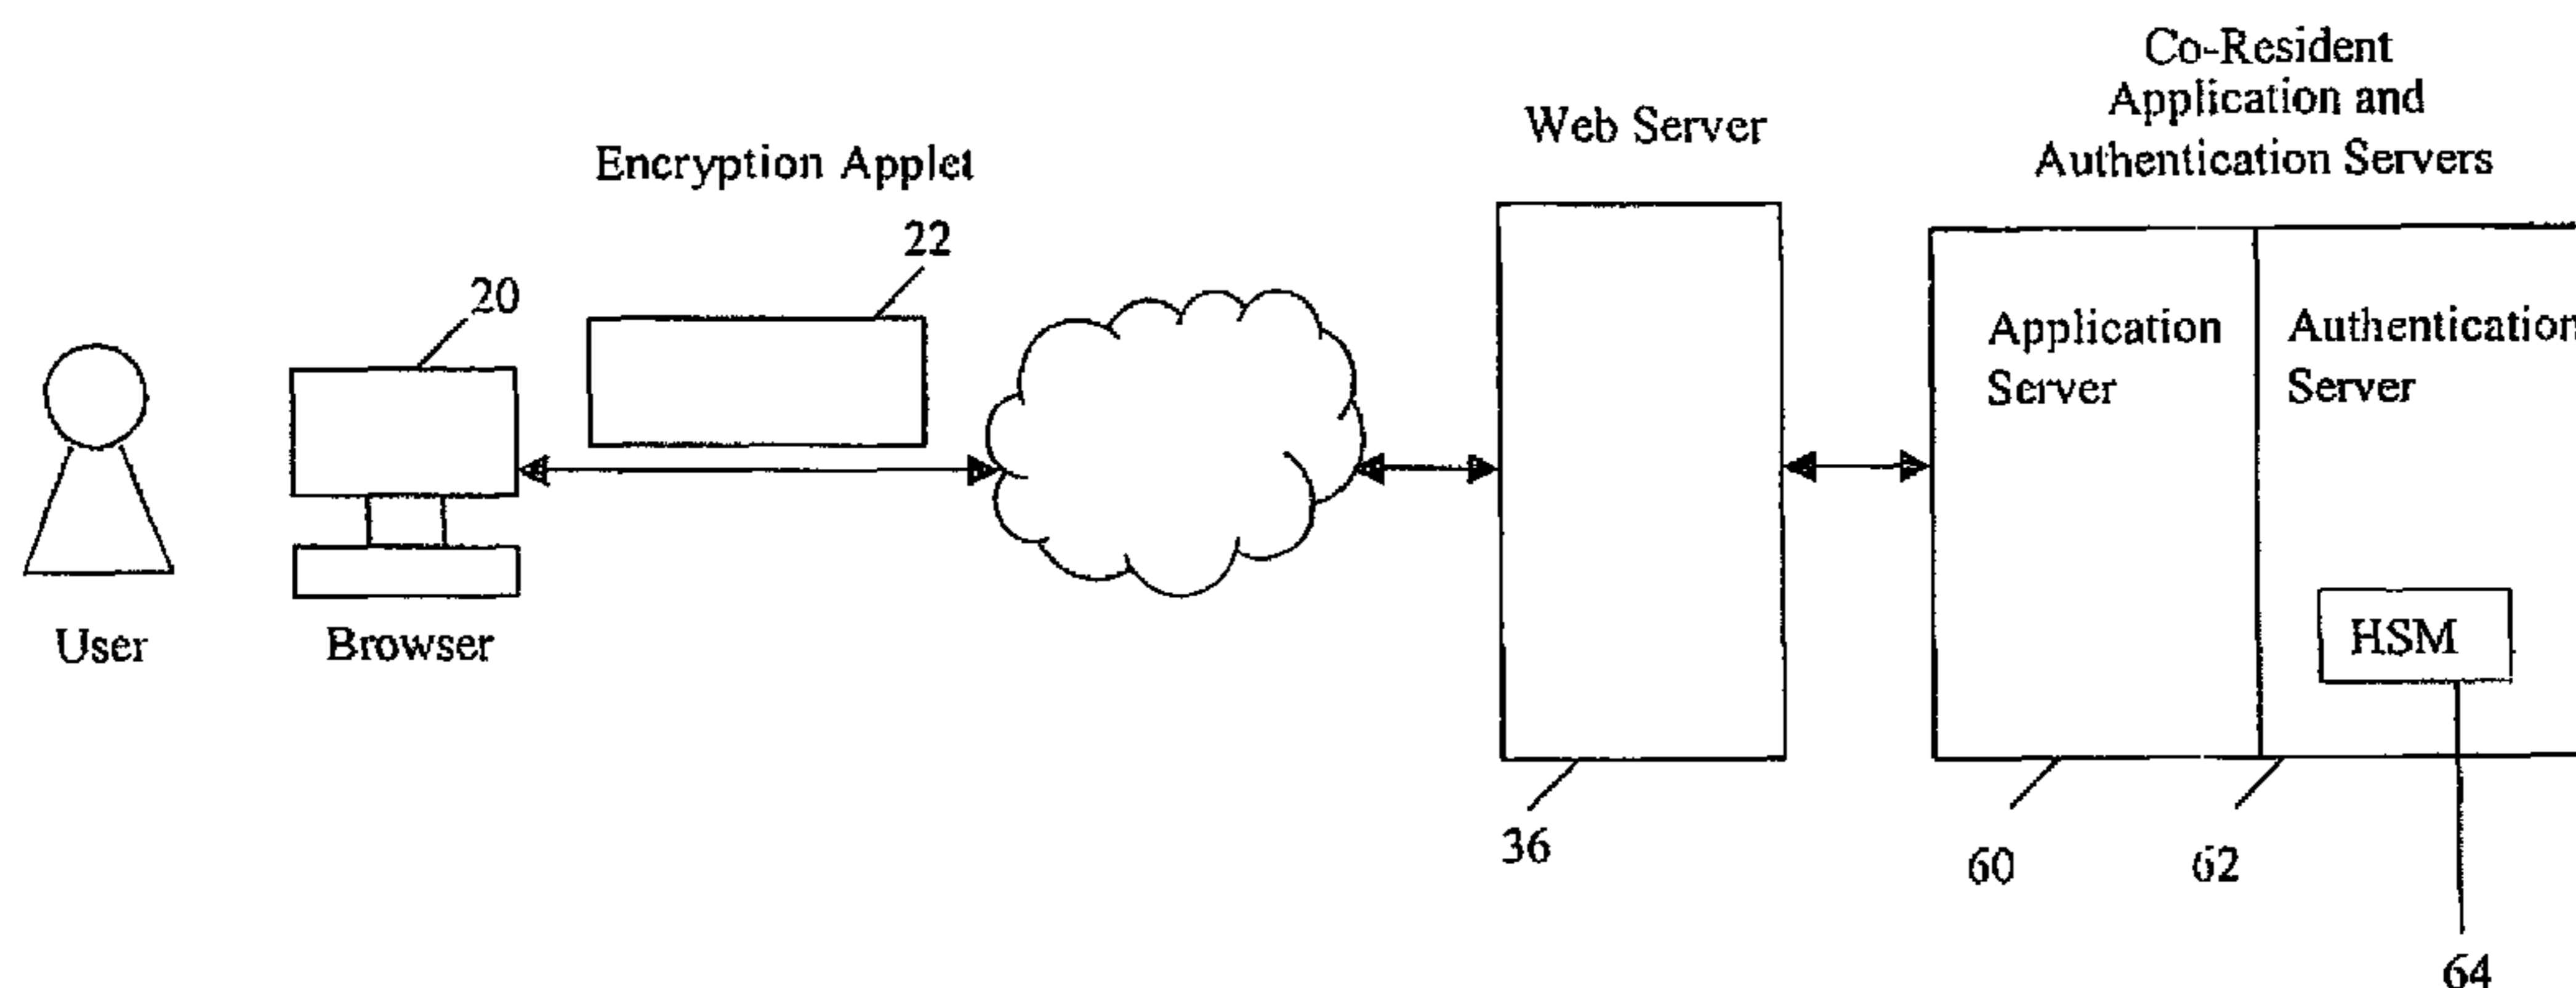 Co-Resident
Application and
Authentication Servers
Web Server
Encryption Applet
22
20
Application
Server
Authentication
Server
HSM
User
Browser
36
60
62
64